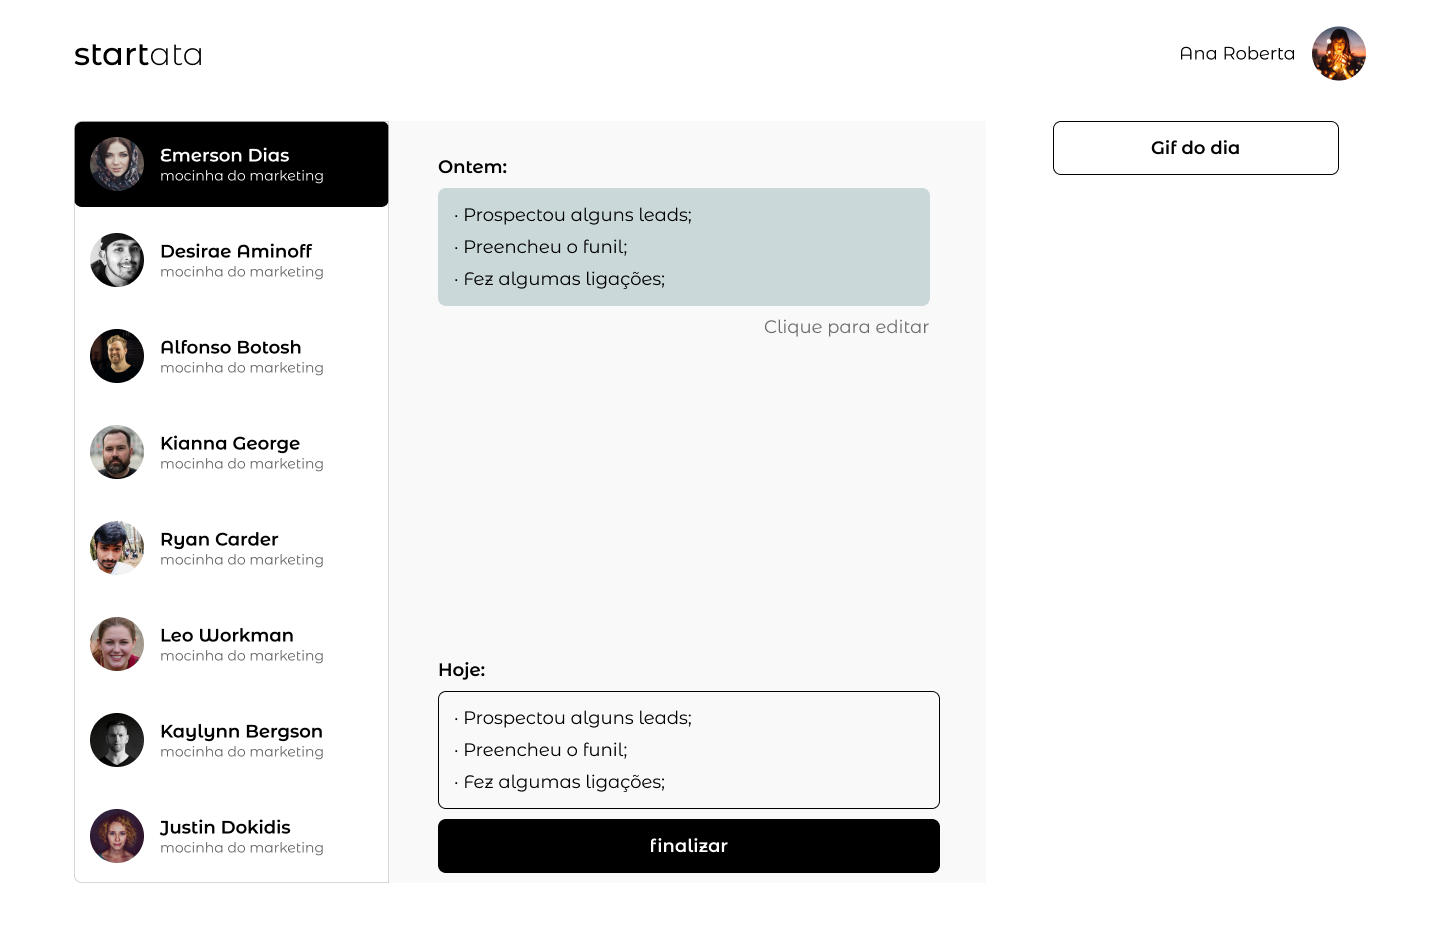 startata
Ana Roberta
Emerson Dias
mocinha do marketing
Desirae Aminoff
mocinha do marketing
Alfonso Botosh
mocinha do marketing
Kianna George
mocinha do marketing
Ryan Carder
mocinha do marketing
Leo Workman
mocinha do marketing
Kaylynn Bergson
mocinha do marketing
Justin Dokidis
mocinha do marketing
Ontem:
· Prospectou alguns leads;
· Preencheu o funil;
· Fez algumas ligações;
Clique para editar
Hoje:
· Prospectou alguns leads;
· Preencheu o funil;
· Fez algumas ligações;
finalizar
Gif do dia